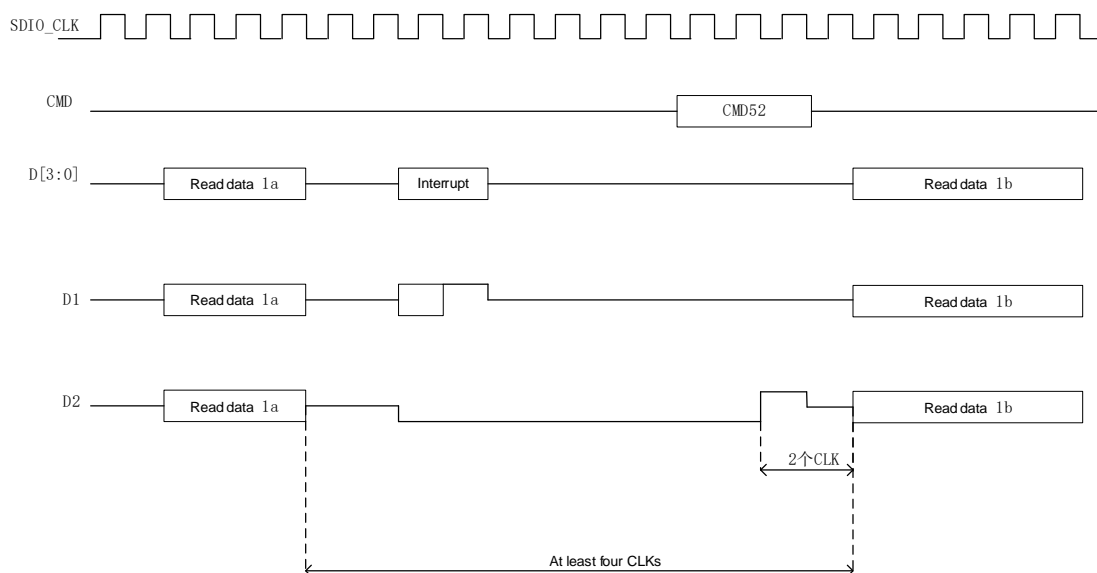 SDIO_CLK
CMD
CMD52
D[3:0]
Read data 1a
Interrupt
Read data 1b
D1
Read data 1a
Read data 1b
D2
Read data 1a
Read data 1b
2个CLK
At least four CLKs